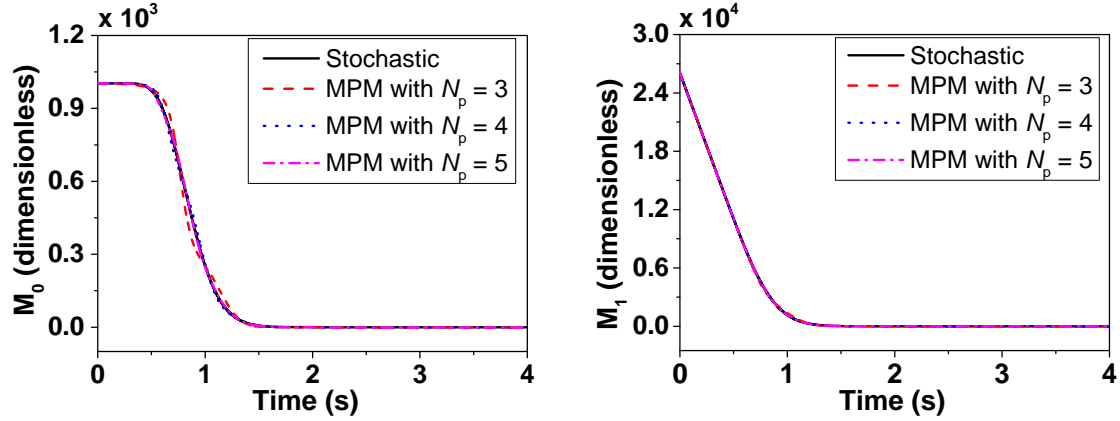 x 10³
M₀ (dimensionless)
1.2
0.9
0.6
0.3
0.0
0
1
2
3
4
Time (s)
Stochastic
MPM with Nₚ = 3
MPM with Nₚ = 4
MPM with Nₚ = 5
x 10⁴
M₁ (dimensionless)
3.0
2.4
1.8
1.2
0.6
0.0
0
1
2
3
4
Time (s)
Stochastic
MPM with Nₚ = 3
MPM with Nₚ = 4
MPM with Nₚ = 5